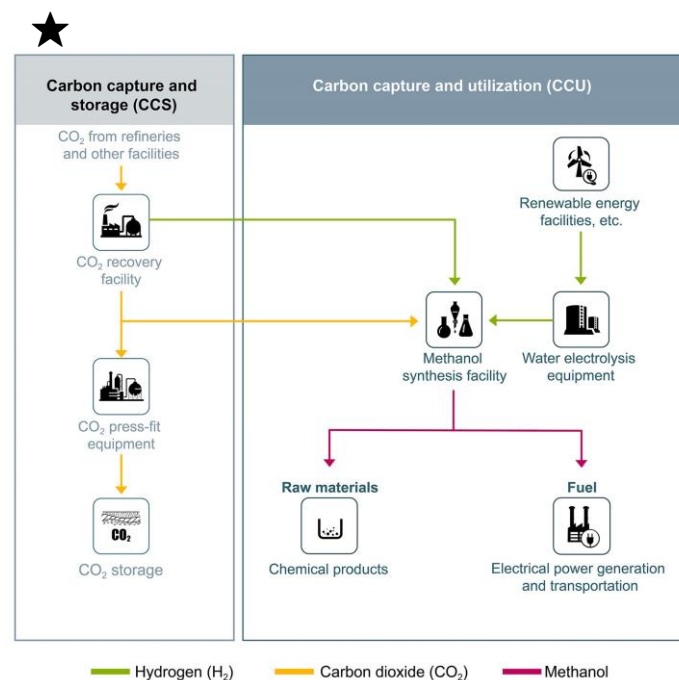 Carbon capture and
storage (CCS)
Carbon capture and utilization (CCU)
CO₂ from refineries
and other facilities
CO₂ recovery
facility
CO₂ press-fit
equipment
CO₂
CO₂ storage
Renewable energy
facilities, etc.
Methanol
synthesis facility
Water electrolysis
equipment
Raw materials
Chemical products
Fuel
Electrical power generation
and transportation
Hydrogen (H₂)
Carbon dioxide (CO₂)
Methanol